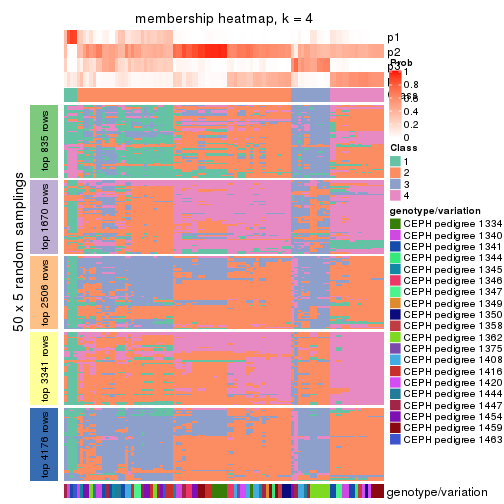 membership heatmap, k = 4
p1
p2
p3
p4
Prob
1
0.8
0.6
0.4
0.2
0
Class
1
2
3
4
50 x 5 random samplings
top 835 rows
top 1670 rows
top 2506 rows
top 3341 rows
top 4176 rows
genotype/variation
CEPH pedigree 1334
CEPH pedigree 1340
CEPH pedigree 1341
CEPH pedigree 1344
CEPH pedigree 1345
CEPH pedigree 1346
CEPH pedigree 1347
CEPH pedigree 1349
CEPH pedigree 1350
CEPH pedigree 1358
CEPH pedigree 1362
CEPH pedigree 1375
CEPH pedigree 1408
CEPH pedigree 1416
CEPH pedigree 1420
CEPH pedigree 1444
CEPH pedigree 1447
CEPH pedigree 1454
CEPH pedigree 1459
CEPH pedigree 1463
genotype/variation